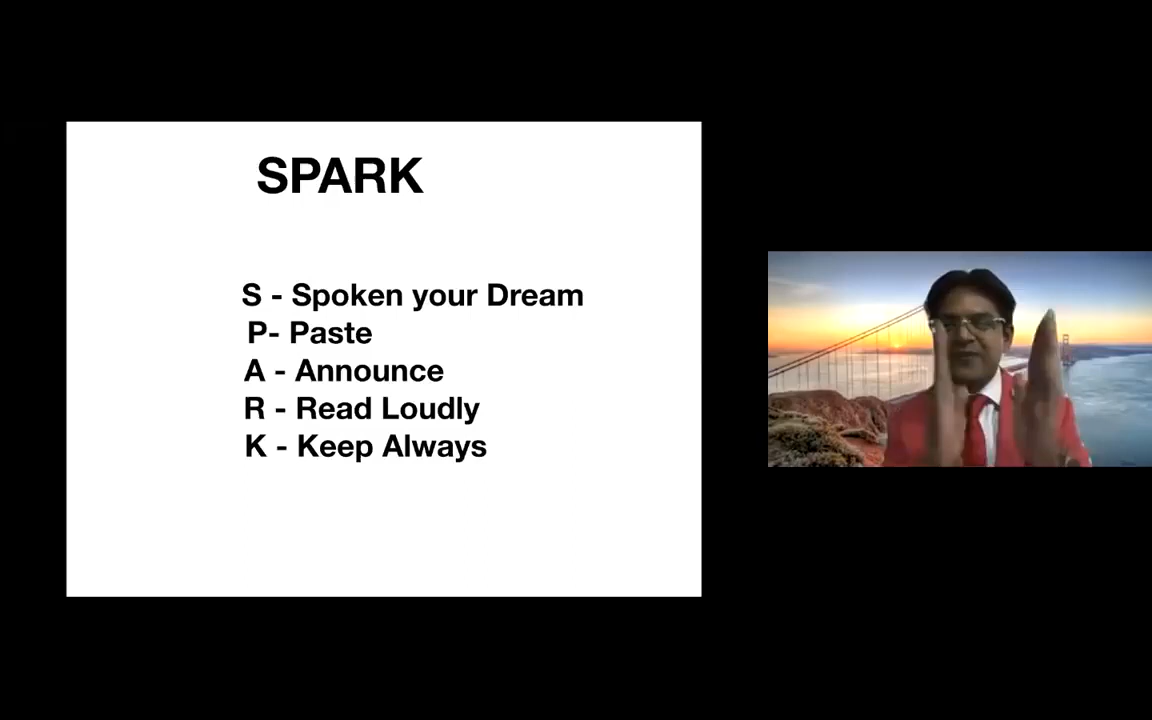 SPARK
S - Spoken your Dream
P- Paste
A - Announce
R - Read Loudly
K - Keep Always